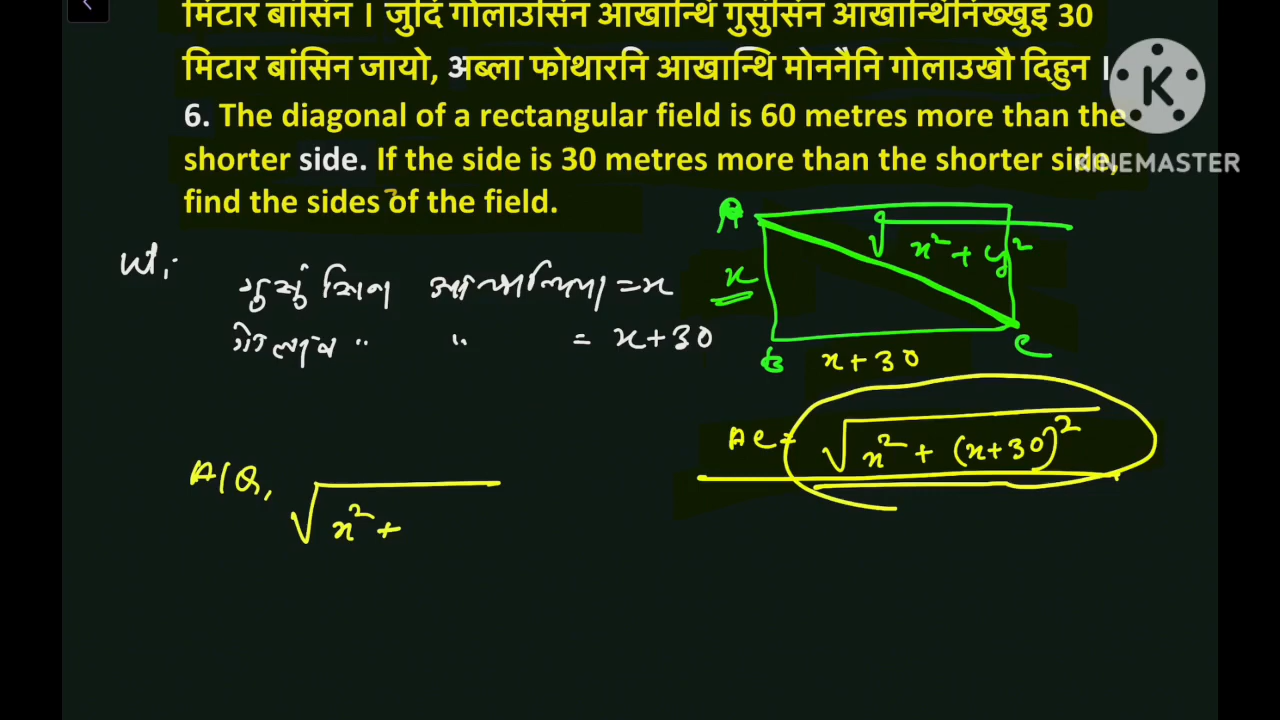 मिटार बांसिन । जुदि गोलाउसिन आखान्थि गुसुंसिन आखान्थिनिख्खुइ 30
मिटार बांसिन जायो, अब्ला फोथारनि आखान्थि मोननैनि गोलाउखौ दिहुन ।
6. The diagonal of a rectangular field is 60 metres more than the
shorter side. If the side is 30 metres more than the shorter side,
find the sides of the field.
KINEMASTER
A
√x² + y²
x
= x
= x + 30
B
x + 30
C
AC = √x² + (x+30)²
A/Q, √x² +